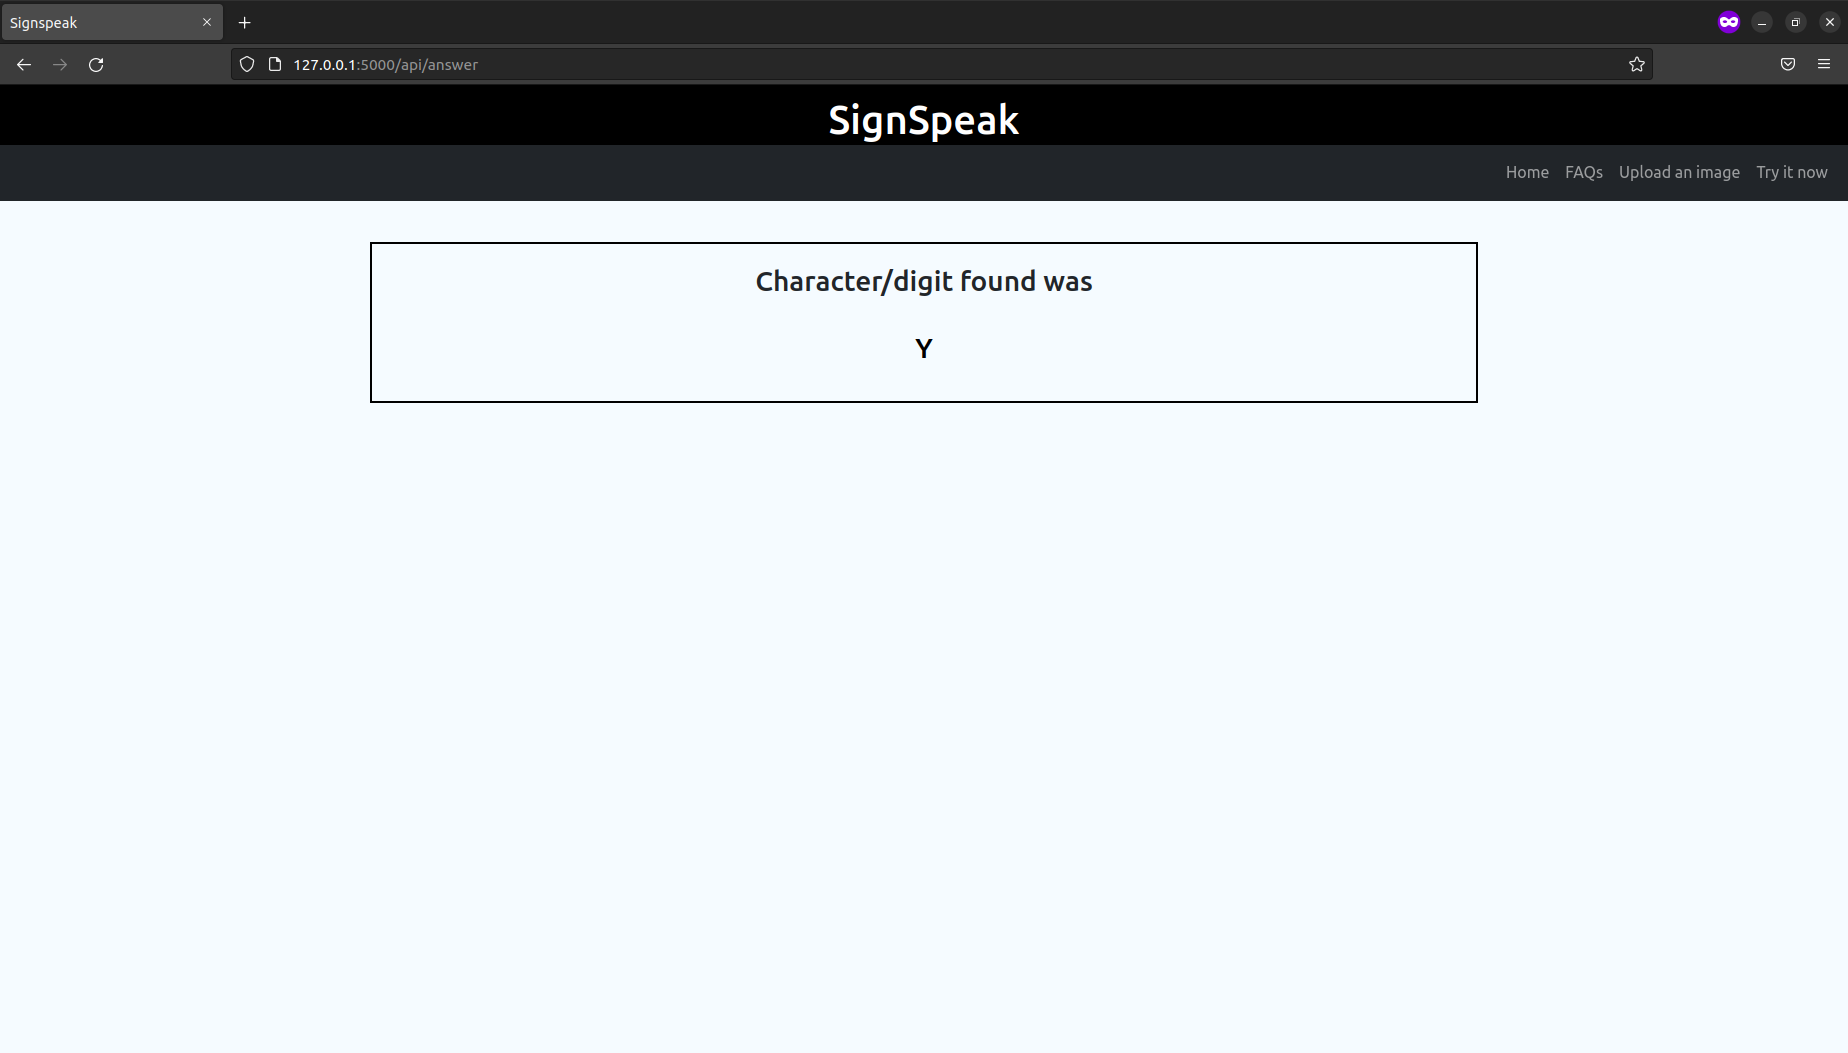 Signspeak
127.0.0.1:5000/api/answer
SignSpeak
Home FAQs Upload an image Try it now
Character/digit found was
Y